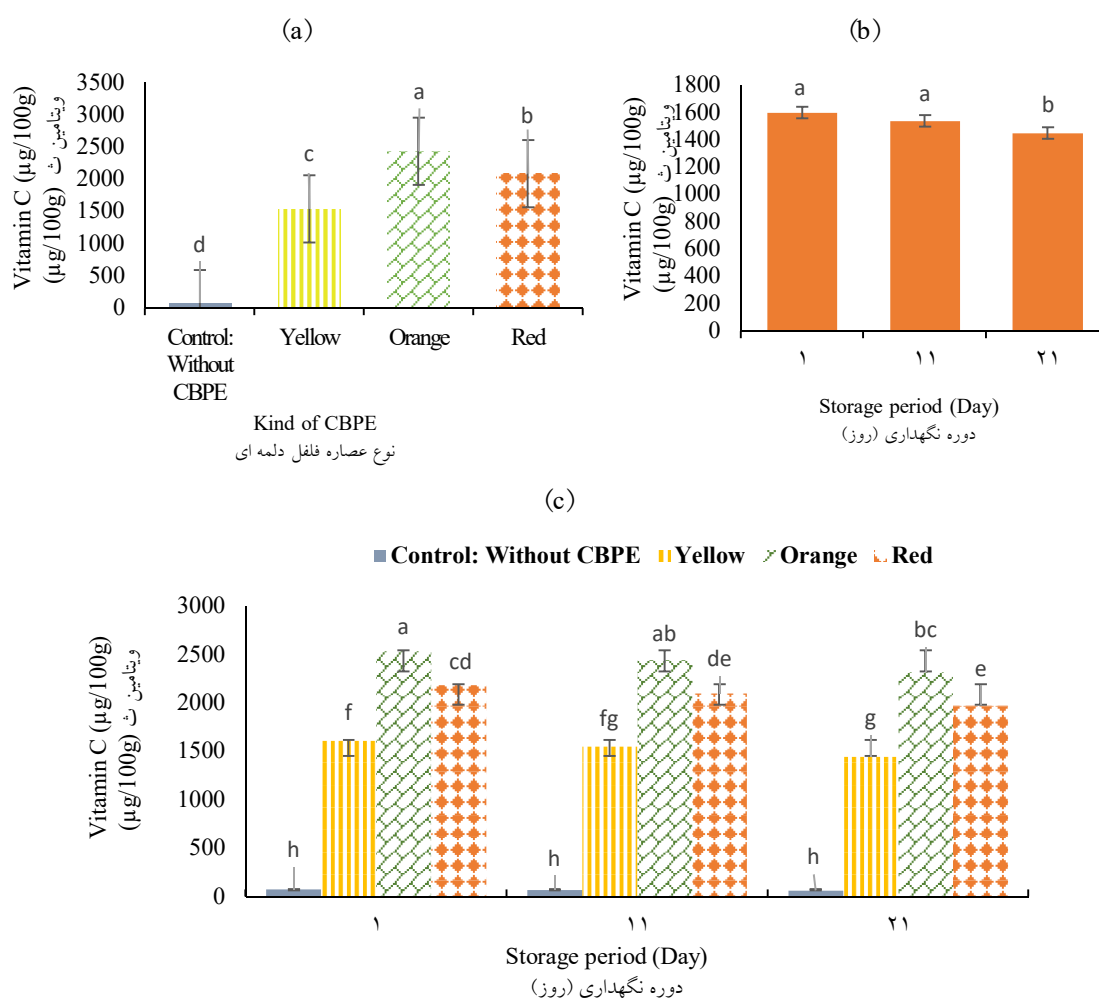 (a)
Vitamin C (µg/100g)
ویتامین ث (µg/100g)
3500
3000
2500
2000
1500
1000
500
0
d
c
a
b
Control: Without CBPE
Yellow
Orange
Red
Kind of CBPE
نوع عصاره فلفل دلمه ای
(b)
Vitamin C (µg/100g)
ویتامین ث (µg/100g)
1800
1600
1400
1200
1000
800
600
400
200
0
a
a
b
۱
۱۱
۲۱
Storage period (Day)
دوره نگهداری (روز)
(c)
Control: Without CBPE
Yellow
Orange
Red
Vitamin C (µg/100g)
ویتامین ث (µg/100g)
3000
2500
2000
1500
1000
500
0
h
f
a
cd
h
fg
ab
de
h
g
bc
e
۱
۱۱
۲۱
Storage period (Day)
دوره نگهداری (روز)